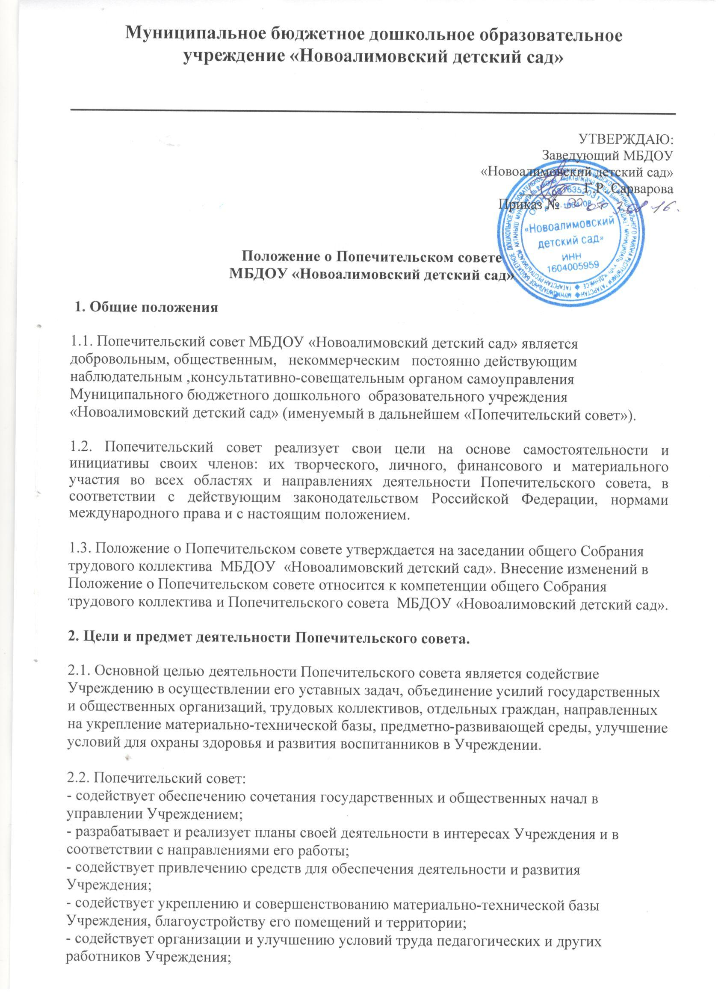 Муниципальное бюджетное дошкольное образовательное
учреждение «Новоалимовский детский сад»
УТВЕРЖДАЮ:
Заведующий МБДОУ
«Новоалимовский детский сад»
Г.Р. Сарварова
Приказ №
«Новоалимовский
детский сад»
ИНН
1604005959
Положение о Попечительском совете
МБДОУ «Новоалимовский детский сад»
1. Общие положения
1.1. Попечительский совет МБДОУ «Новоалимовский детский сад» является
добровольным, общественным, некоммерческим постоянно действующим
наблюдательным ,консультативно-совещательным органом самоуправления
Муниципального бюджетного дошкольного образовательного учреждения
«Новоалимовский детский сад» (именуемый в дальнейшем «Попечительский совет»).
1.2. Попечительский совет реализует свои цели на основе самостоятельности и
инициативы своих членов: их творческого, личного, финансового и материального
участия во всех областях и направлениях деятельности Попечительского совета, в
соответствии с действующим законодательством Российской Федерации, нормами
международного права и с настоящим положением.
1.3. Положение о Попечительском совете утверждается на заседании общего Собрания
трудового коллектива МБДОУ «Новоалимовский детский сад». Внесение изменений в
Положение о Попечительском совете относится к компетенции общего Собрания
трудового коллектива и Попечительского совета МБДОУ «Новоалимовский детский сад».
2. Цели и предмет деятельности Попечительского совета.
2.1. Основной целью деятельности Попечительского совета является содействие
Учреждению в осуществлении его уставных задач, объединение усилий государственных
и общественных организаций, трудовых коллективов, отдельных граждан, направленных
на укрепление материально-технической базы, предметно-развивающей среды, улучшение
условий для охраны здоровья и развития воспитанников в Учреждении.
2.2. Попечительский совет:
- содействует обеспечению сочетания государственных и общественных начал в
управлении Учреждением;
- разрабатывает и реализует планы своей деятельности в интересах Учреждения и в
соответствии с направлениями его работы;
- содействует привлечению средств для обеспечения деятельности и развития
Учреждения;
- содействует укреплению и совершенствованию материально-технической базы
Учреждения, благоустройству его помещений и территории;
- содействует организации и улучшению условий труда педагогических и других
работников Учреждения;